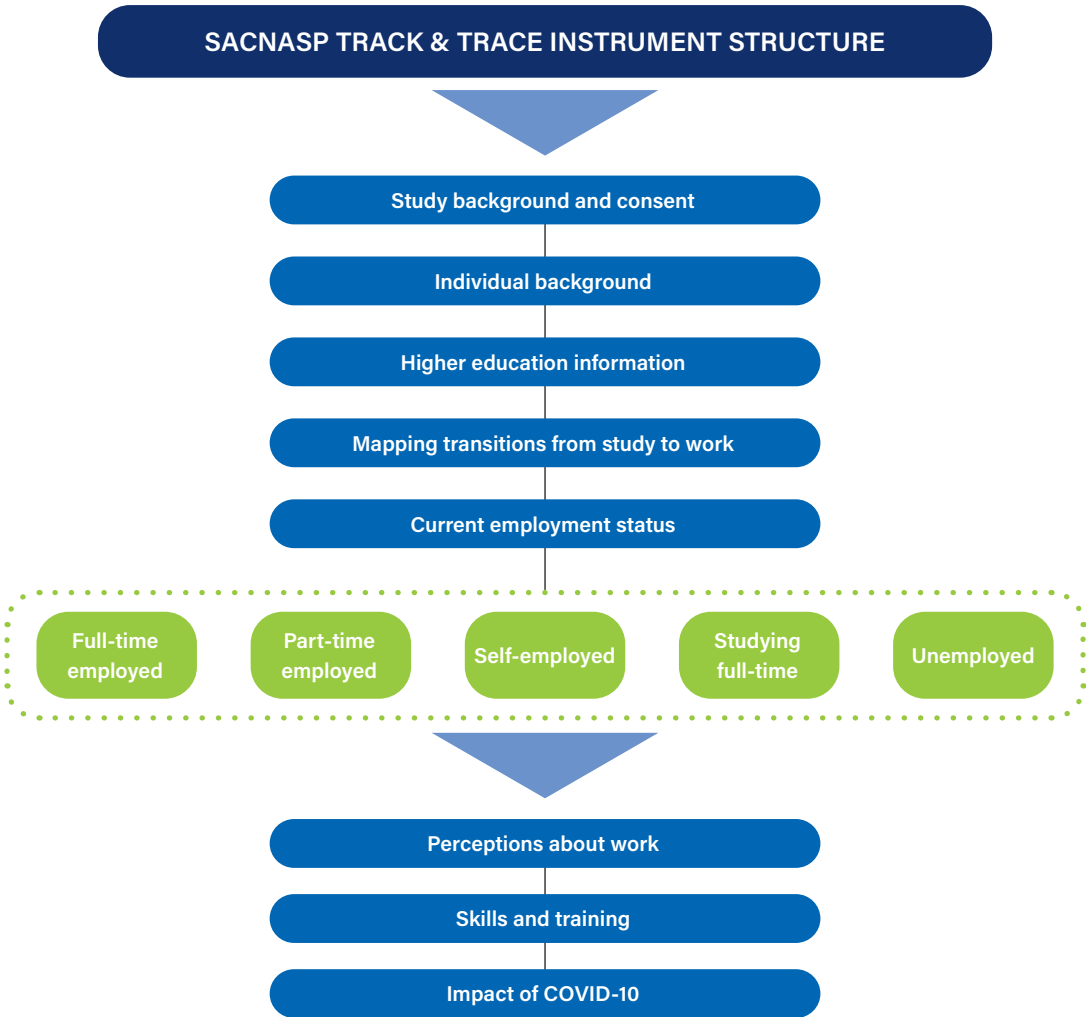 SACNASP TRACK & TRACE INSTRUMENT STRUCTURE
Study background and consent
Individual background
Higher education information
Mapping transitions from study to work
Current employment status
Full-time
employed
Part-time
employed
Self-employed
Studying
full-time
Unemployed
Perceptions about work
Skills and training
Impact of COVID-10